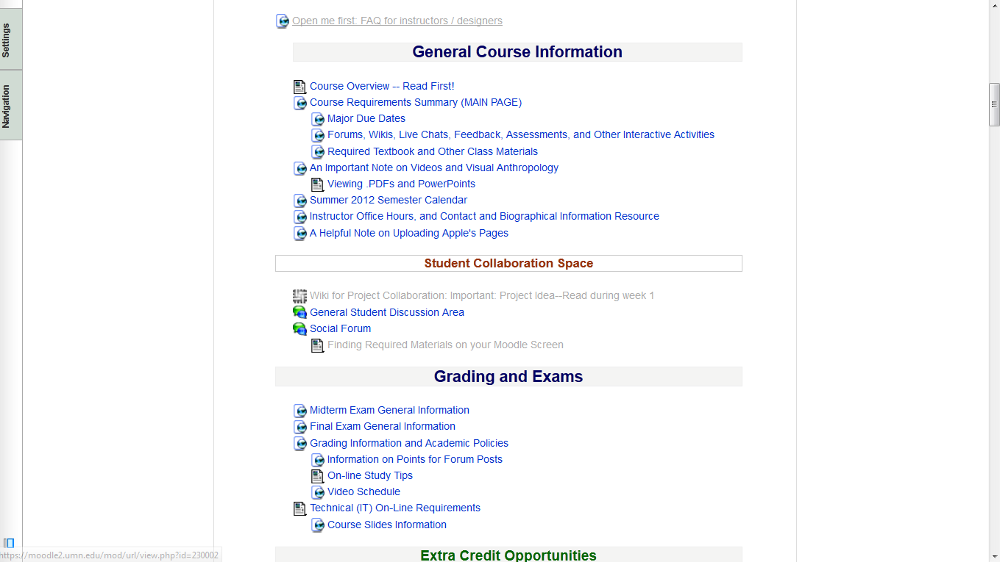 Settings
Navigation
Open me first: FAQ for instructors / designers
General Course Information
Course Overview -- Read First!
Course Requirements Summary (MAIN PAGE)
Major Due Dates
Forums, Wikis, Live Chats, Feedback, Assessments, and Other Interactive Activities
Required Textbook and Other Class Materials
An Important Note on Videos and Visual Anthropology
Viewing .PDFs and PowerPoints
Summer 2012 Semester Calendar
Instructor Office Hours, and Contact and Biographical Information Resource
A Helpful Note on Uploading Apple's Pages
Student Collaboration Space
Wiki for Project Collaboration: Important: Project Idea--Read during week 1
General Student Discussion Area
Social Forum
Finding Required Materials on your Moodle Screen
Grading and Exams
Midterm Exam General Information
Final Exam General Information
Grading Information and Academic Policies
Information on Points for Forum Posts
On-line Study Tips
Video Schedule
Technical (IT) On-Line Requirements
Course Slides Information
Extra Credit Opportunities
https://moodle2.umn.edu/mod/url/view.php?id=230002